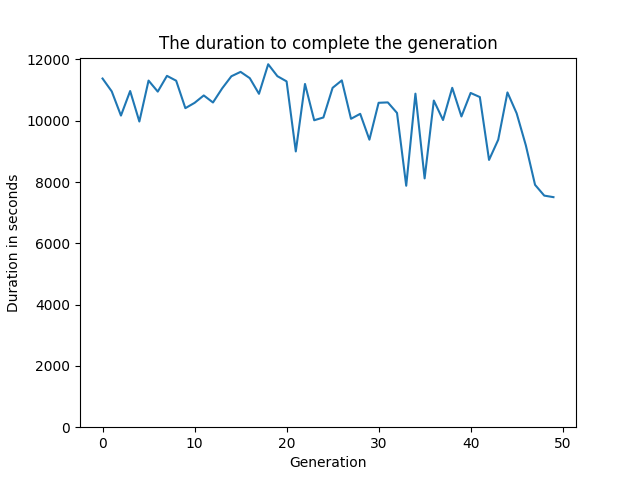 The duration to complete the generation
12000
10000
8000
6000
4000
2000
0
Duration in seconds
0 10 20 30 40 50
Generation